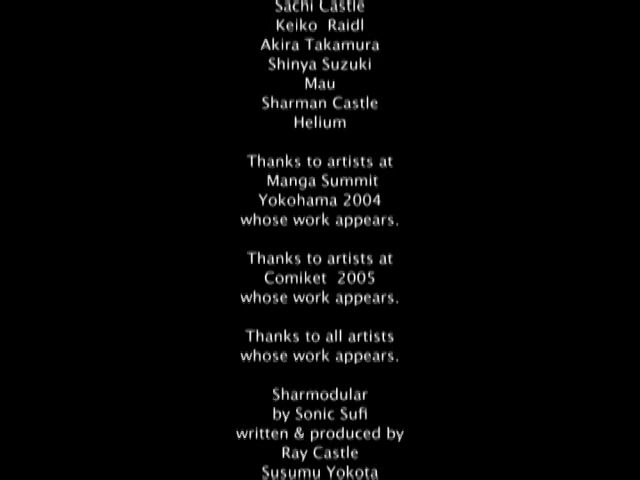 Sachi Castle
Keiko Raidl
Akira Takamura
Shinya Suzuki
Mau
Sharman Castle
Helium
Thanks to artists at
Manga Summit
Yokohama 2004
whose work appears.
Thanks to artists at
Comiket 2005
whose work appears.
Thanks to all artists
whose work appears.
Sharmodular
by Sonic Sufi
written & produced by
Ray Castle
Susumu Yokota